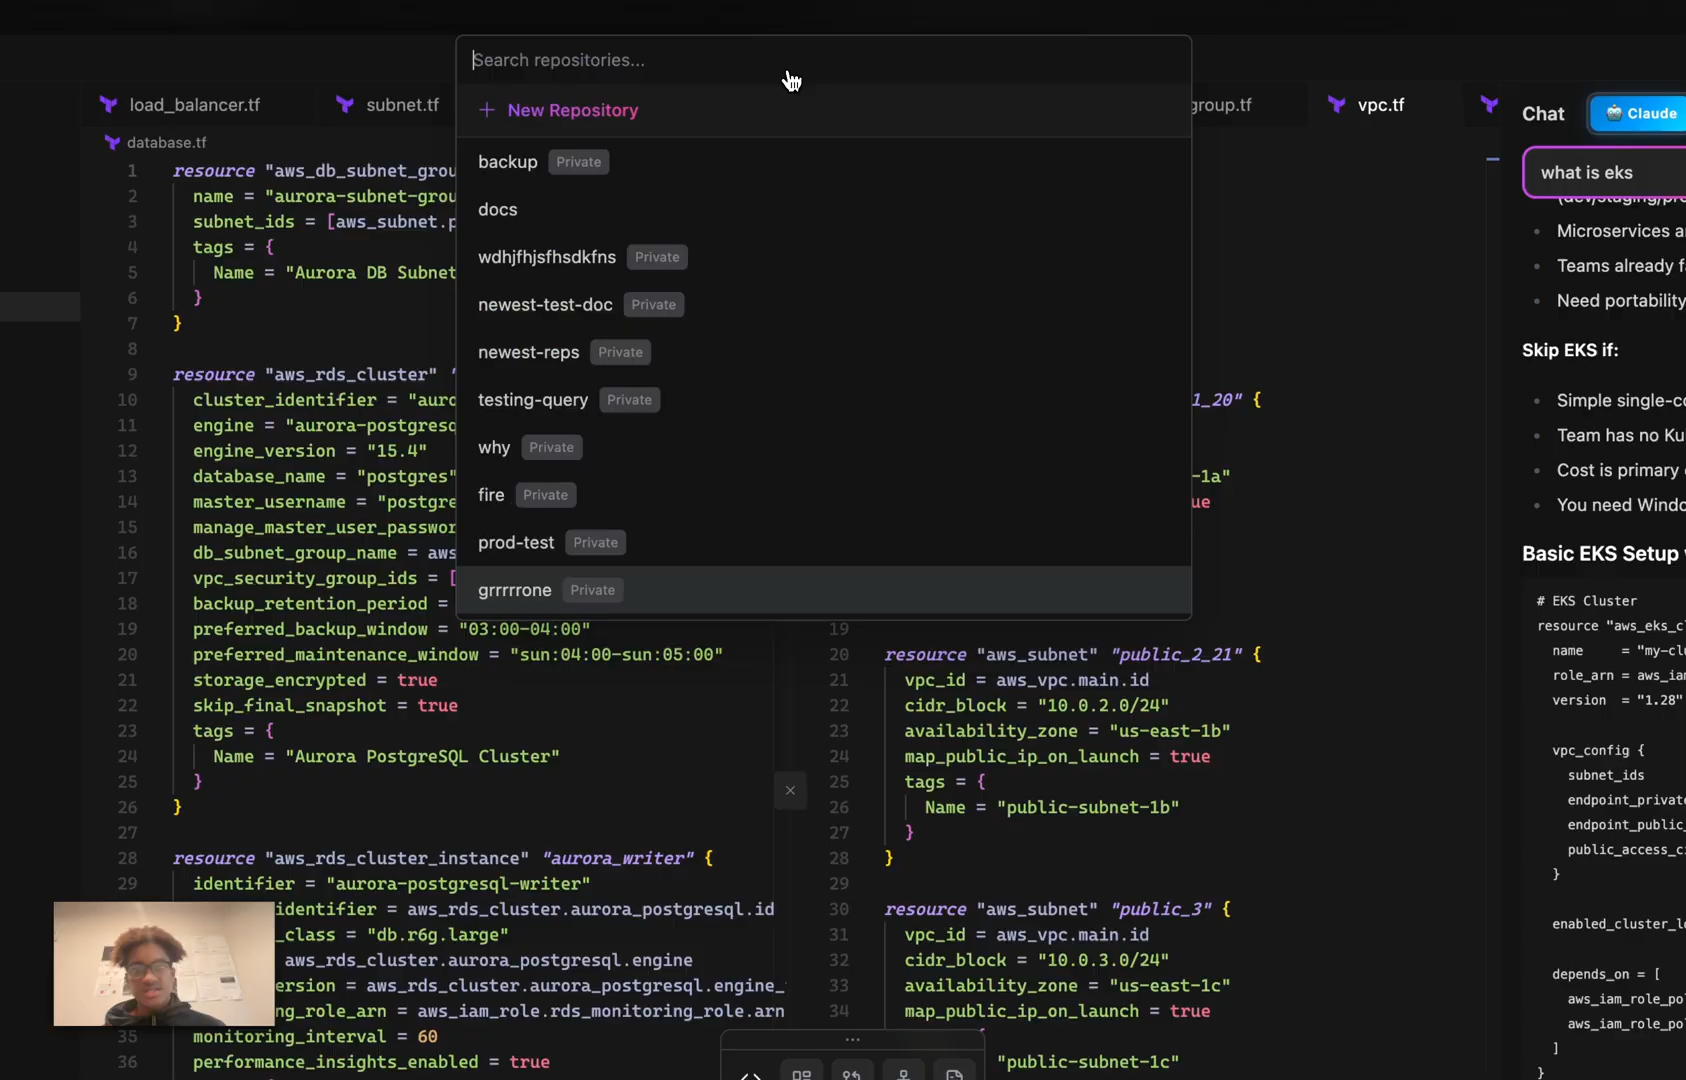 Search repositories...
+ New Repository
backup Private
docs
wdhjfhjsfhsdkfns Private
newest-test-doc Private
newest-reps Private
testing-query Private
why Private
fire Private
prod-test Private
grrrrrone Private
load_balancer.tf
subnet.tf
group.tf
vpc.tf
database.tf
1 resource "aws_db_subnet_grou
2 name = "aurora-subnet-grou
3 subnet_ids = [aws_subnet.p
4 tags = {
5 Name = "Aurora DB Subnet
6 }
7 }
8
9 resource "aws_rds_cluster" "
10 cluster_identifier = "auro
11 engine = "aurora-postgresq
12 engine_version = "15.4"
13 database_name = "postgres"
14 master_username = "postgre
15 manage_master_user_passwor
16 db_subnet_group_name = aws
17 vpc_security_group_ids = [
18 backup_retention_period =
19 preferred_backup_window = "03:00-04:00"
20 preferred_maintenance_window = "sun:04:00-sun:05:00"
21 storage_encrypted = true
22 skip_final_snapshot = true
23 tags = {
24 Name = "Aurora PostgreSQL Cluster"
25 }
26 }
27
28 resource "aws_rds_cluster_instance" "aurora_writer" {
29 identifier = "aurora-postgresql-writer"
identifier = aws_rds_cluster.aurora_postgresql.id
_class = "db.r6g.large"
aws_rds_cluster.aurora_postgresql.engine
ersion = aws_rds_cluster.aurora_postgresql.engine_
ng_role_arn = aws_iam_role.rds_monitoring_role.arn
35 monitoring_interval = 60
36 performance_insights_enabled = true
1_20" {
-1a"
ue
19
20 resource "aws_subnet" "public_2_21" {
21 vpc_id = aws_vpc.main.id
22 cidr_block = "10.0.2.0/24"
23 availability_zone = "us-east-1b"
24 map_public_ip_on_launch = true
25 tags = {
26 Name = "public-subnet-1b"
27 }
28 }
29
30 resource "aws_subnet" "public_3" {
31 vpc_id = aws_vpc.main.id
32 cidr_block = "10.0.3.0/24"
33 availability_zone = "us-east-1c"
34 map_public_ip_on_launch = true
"public-subnet-1c"
Chat
Claude
what is eks
(dev/staging/pro
• Microservices a
• Teams already fa
• Need portability
Skip EKS if:
• Simple single-co
• Team has no Ku
• Cost is primary
• You need Windo
Basic EKS Setup
# EKS Cluster
resource "aws_eks_c
name = "my-clu
role_arn = aws_iam
version = "1.28"
vpc_config {
subnet_ids
endpoint_private
endpoint_public_
public_access_c
}
enabled_cluster_lo
depends_on = [
aws_iam_role_po
aws_iam_role_po
]
}